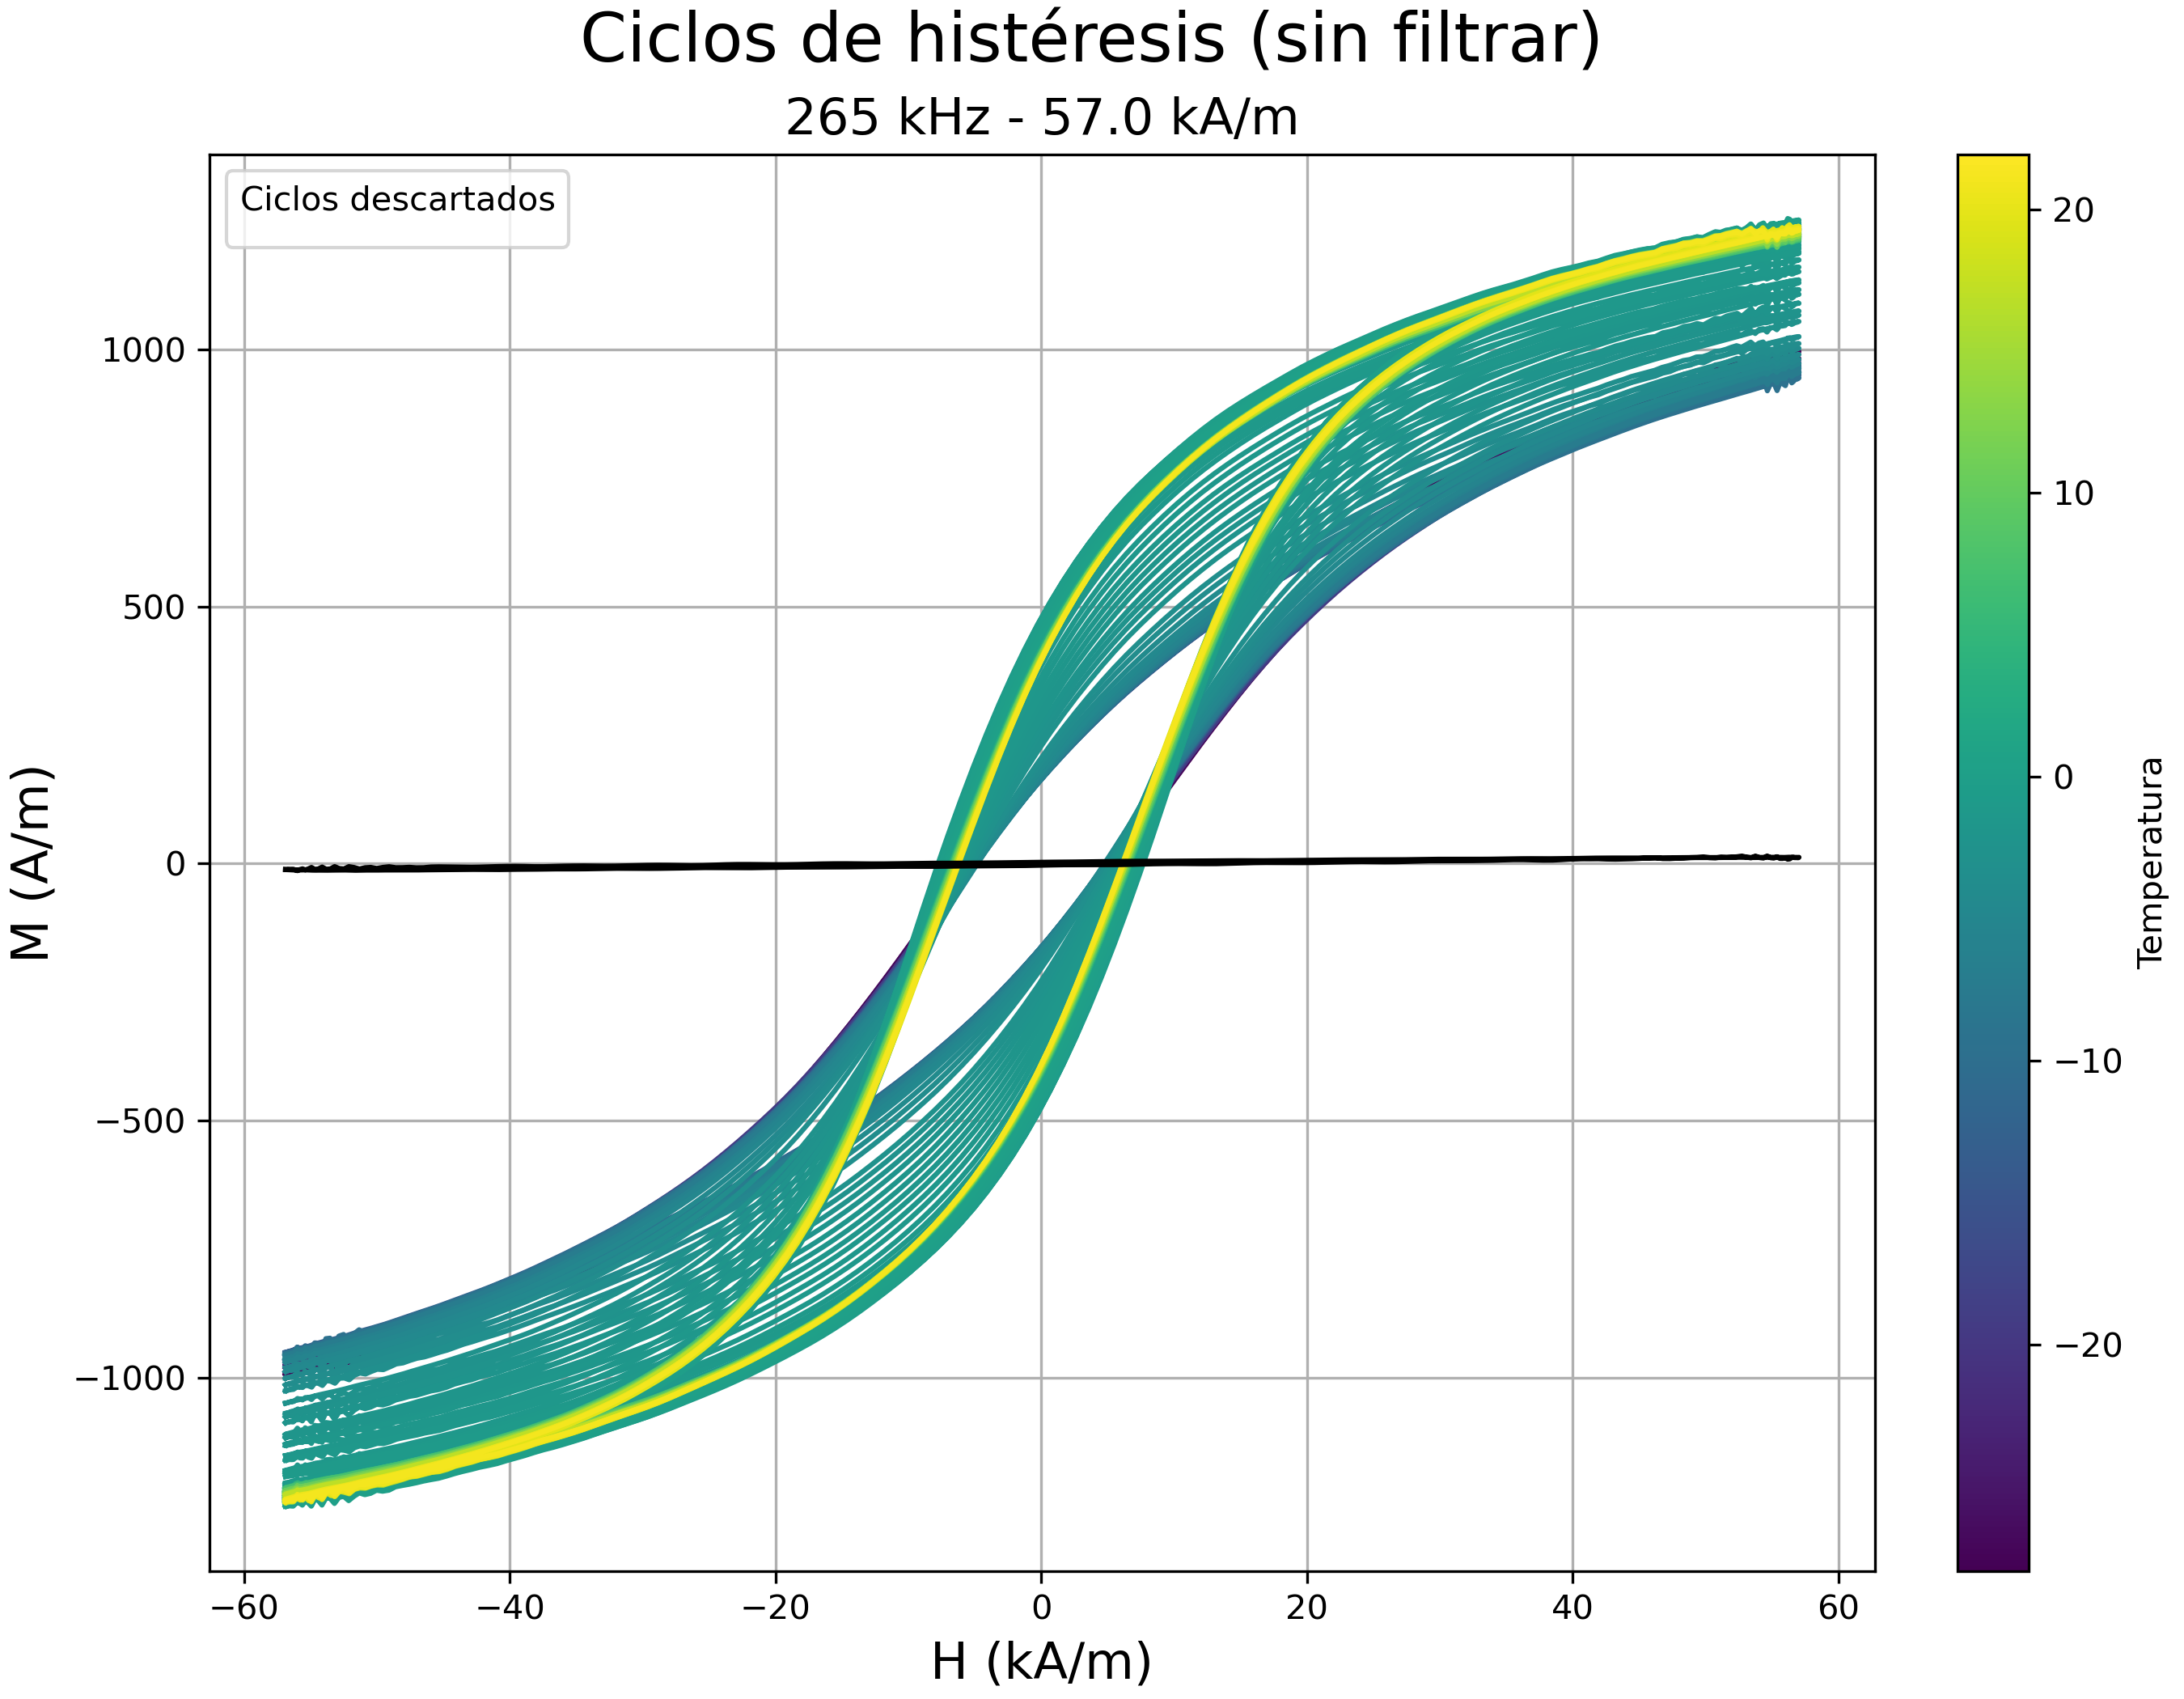 Ciclos de histéresis (sin filtrar)
265 kHz - 57.0 kA/m
Ciclos descartados
M (A/m)
1000
500
0
−500
−1000
−60
−40
−20
0
20
40
60
H (kA/m)
20
10
0
−10
−20
Temperatura